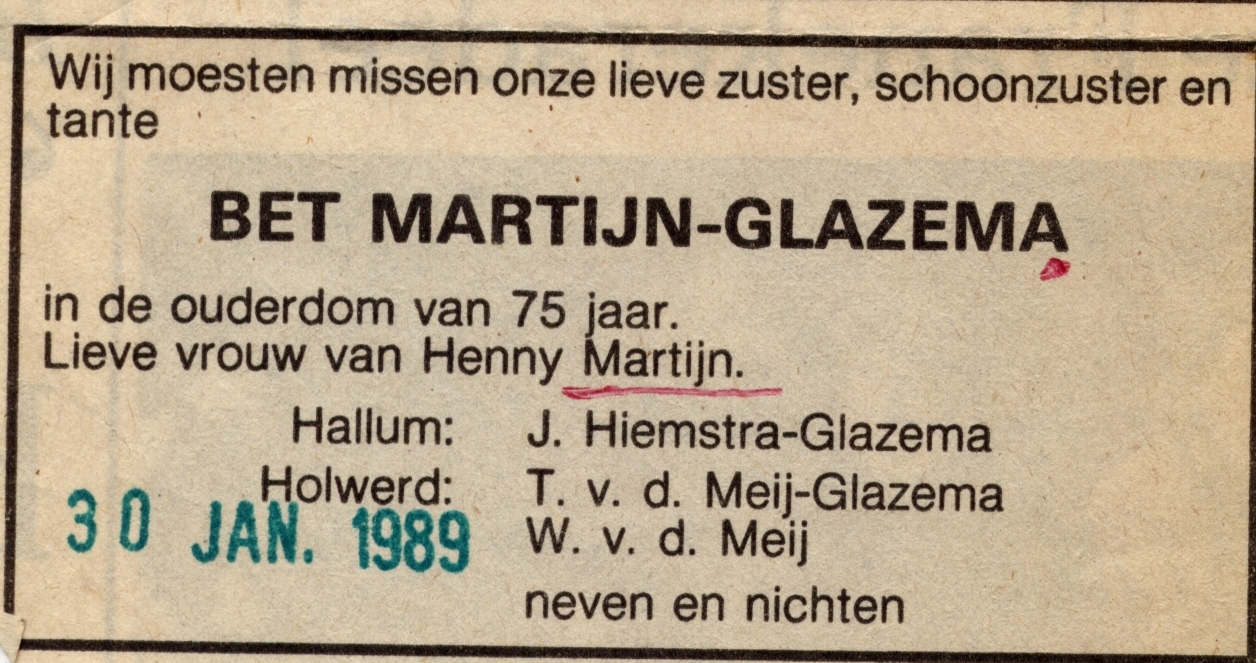 Wij moesten missen onze lieve zuster, schoonzuster en
tante
BET MARTIJN-GLAZEMA
in de ouderdom van 75 jaar.
Lieve vrouw van Henny Martijn.
Hallum: J. Hiemstra-Glazema
Holwerd: T. v. d. Meij-Glazema
W. v. d. Meij
30 JAN. 1989
neven en nichten